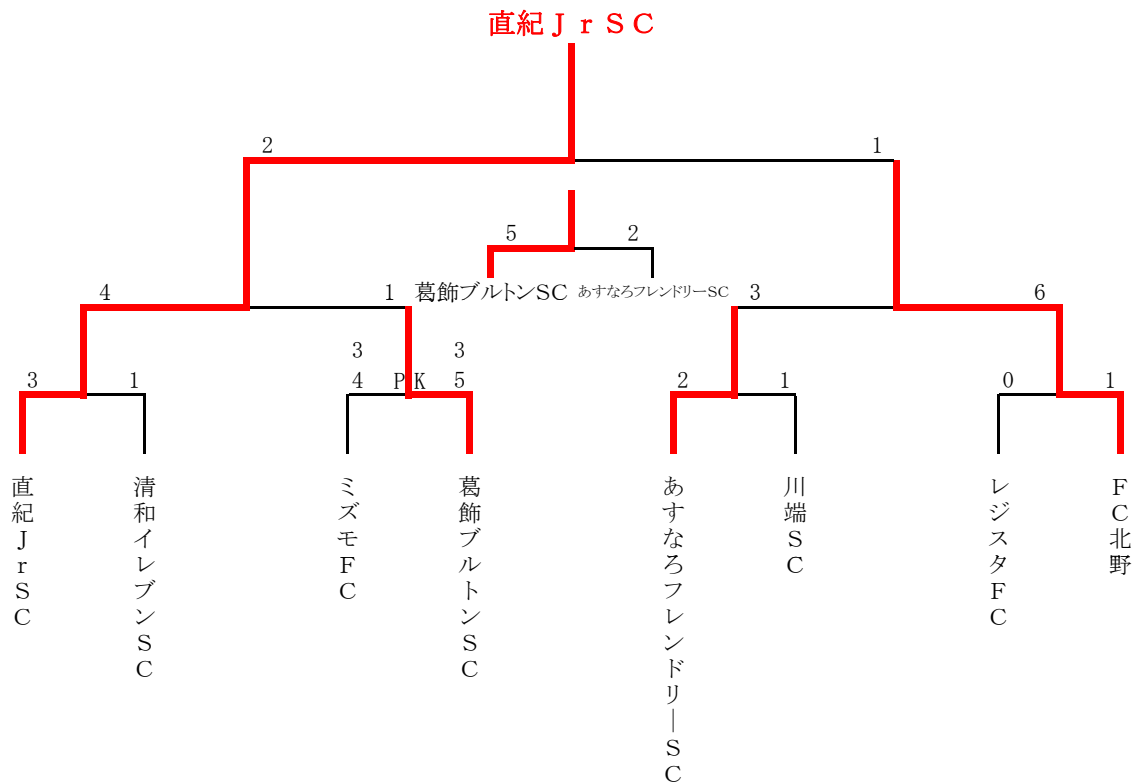 直紀JrSC
2 1
5 2
葛飾ブルトンSC あすなろフレンドリーSC
4 1 3 6
3 3
3 1 4 PK 5 2 1 0 1
直紀JrSC
清和イレブンSC
ミズモFC
葛飾ブルトンSC
あすなろフレンドリーSC
川端SC
レジスタFC
FC北野